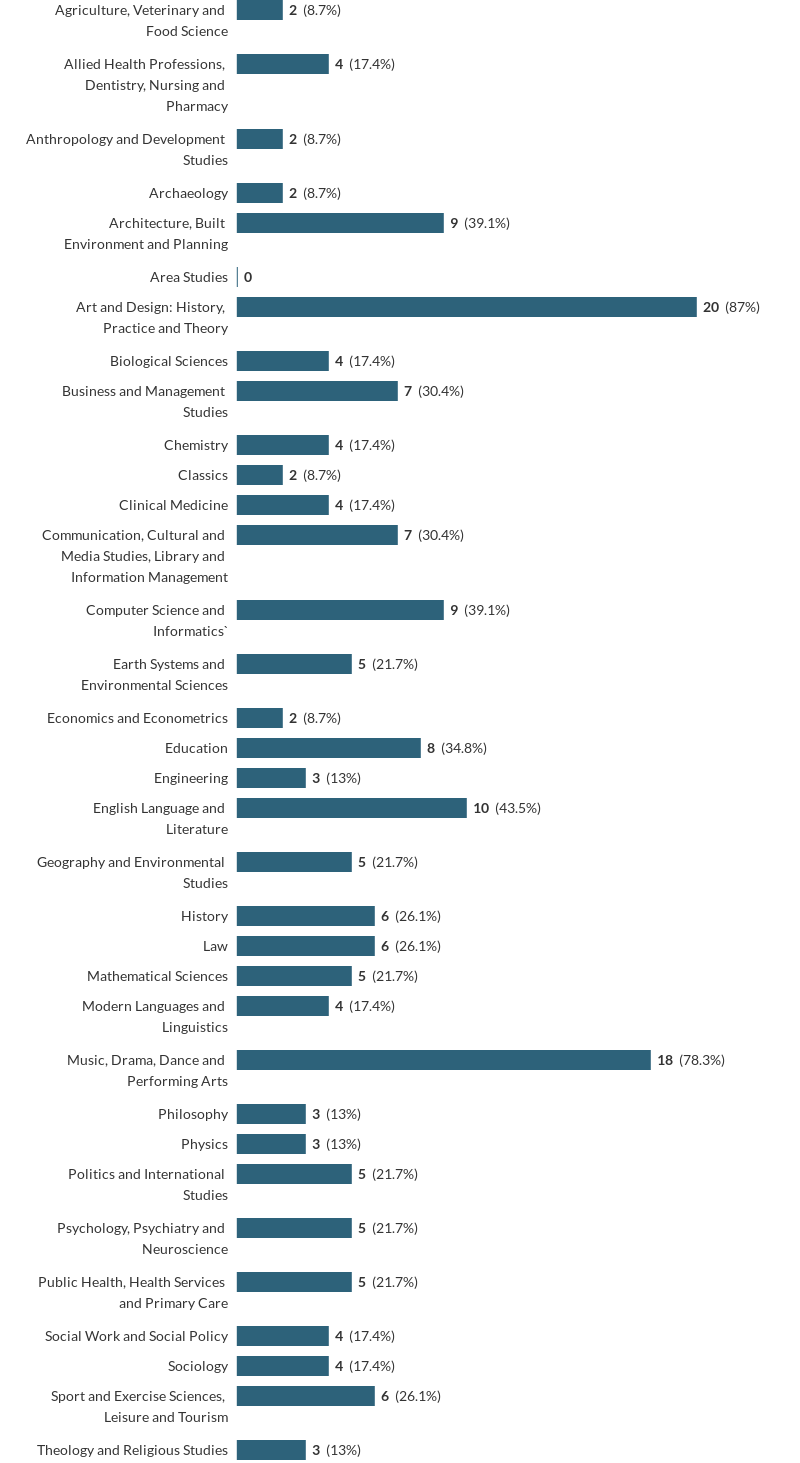 Agriculture, Veterinary and 2 (8.7%)
Food Science
Allied Health Professions, 4 (17.4%)
Dentistry, Nursing and
Pharmacy
Anthropology and Development 2 (8.7%)
Studies
Archaeology 2 (8.7%)
Architecture, Built 9 (39.1%)
Environment and Planning
Area Studies 0
Art and Design: History, 20 (87%)
Practice and Theory
Biological Sciences 4 (17.4%)
Business and Management 7 (30.4%)
Studies
Chemistry 4 (17.4%)
Classics 2 (8.7%)
Clinical Medicine 4 (17.4%)
Communication, Cultural and 7 (30.4%)
Media Studies, Library and
Information Management
Computer Science and 9 (39.1%)
Informatics`
Earth Systems and 5 (21.7%)
Environmental Sciences
Economics and Econometrics 2 (8.7%)
Education 8 (34.8%)
Engineering 3 (13%)
English Language and 10 (43.5%)
Literature
Geography and Environmental 5 (21.7%)
Studies
History 6 (26.1%)
Law 6 (26.1%)
Mathematical Sciences 5 (21.7%)
Modern Languages and 4 (17.4%)
Linguistics
Music, Drama, Dance and 18 (78.3%)
Performing Arts
Philosophy 3 (13%)
Physics 3 (13%)
Politics and International 5 (21.7%)
Studies
Psychology, Psychiatry and 5 (21.7%)
Neuroscience
Public Health, Health Services 5 (21.7%)
and Primary Care
Social Work and Social Policy 4 (17.4%)
Sociology 4 (17.4%)
Sport and Exercise Sciences, 6 (26.1%)
Leisure and Tourism
Theology and Religious Studies 3 (13%)